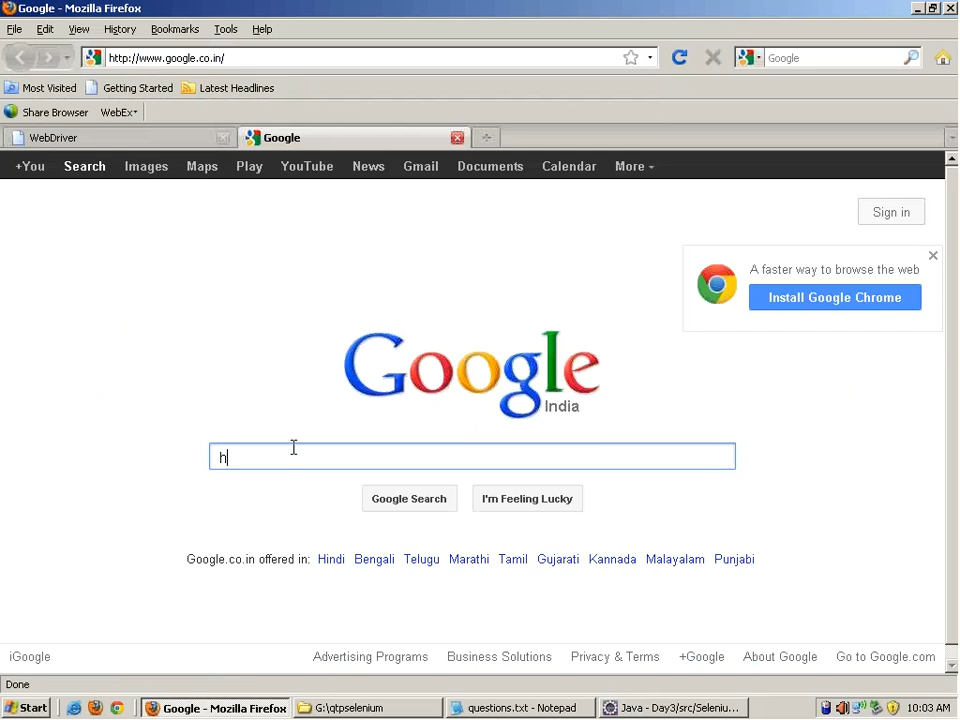 Google - Mozilla Firefox
File Edit View History Bookmarks Tools Help
http://www.google.co.in/ Google
Most Visited Getting Started Latest Headlines
Share Browser WebEx
WebDriver Google
+You Search Images Maps Play YouTube News Gmail Documents Calendar More
Sign in
A faster way to browse the web
Install Google Chrome
Google
India
h
Google Search I'm Feeling Lucky
Google.co.in offered in: Hindi Bengali Telugu Marathi Tamil Gujarati Kannada Malayalam Punjabi
iGoogle Advertising Programs Business Solutions Privacy & Terms +Google About Google Go to Google.com
Done
Start Google - Mozilla Firefox G:\qtpselenium questions.txt - Notepad Java - Day3/src/Seleniu... 10:03 AM